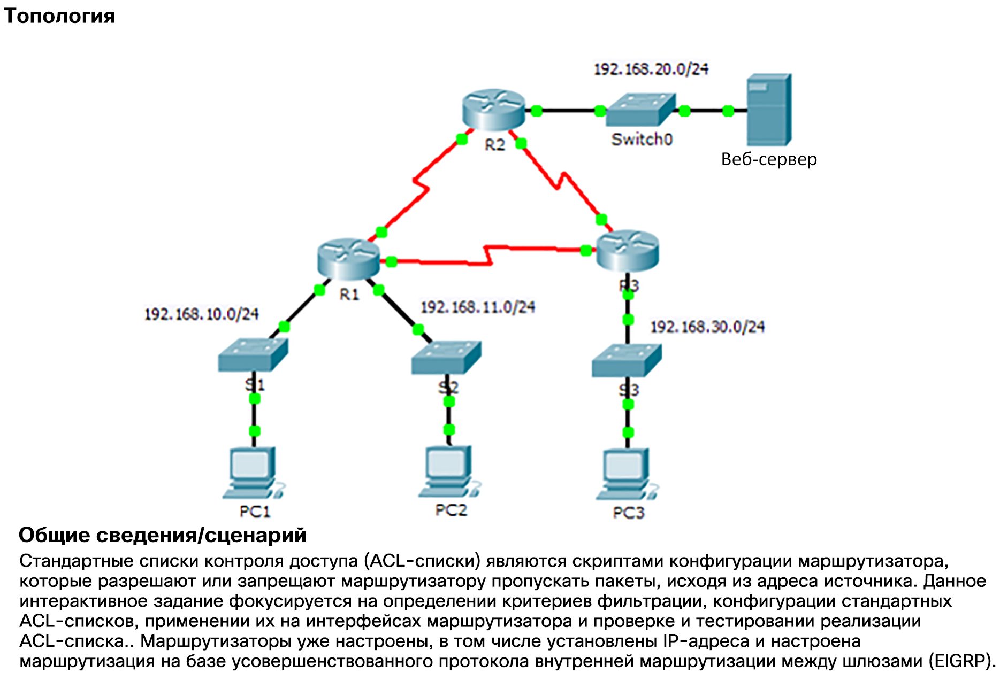 Топология
192.168.20.0/24
R2
Switch0
Веб-сервер
R1
R3
192.168.10.0/24
192.168.11.0/24
192.168.30.0/24
S1
S2
S3
PC1
PC2
PC3
Общие сведения/сценарий
Стандартные списки контроля доступа (ACL-списки) являются скриптами конфигурации маршрутизатора,
которые разрешают или запрещают маршрутизатору пропускать пакеты, исходя из адреса источника. Данное
интерактивное задание фокусируется на определении критериев фильтрации, конфигурации стандартных
ACL-списков, применении их на интерфейсах маршрутизатора и проверке и тестировании реализации
ACL-списка.. Маршрутизаторы уже настроены, в том числе установлены IP-адреса и настроена
маршрутизация на базе усовершенствованного протокола внутренней маршрутизации между шлюзами (EIGRP).